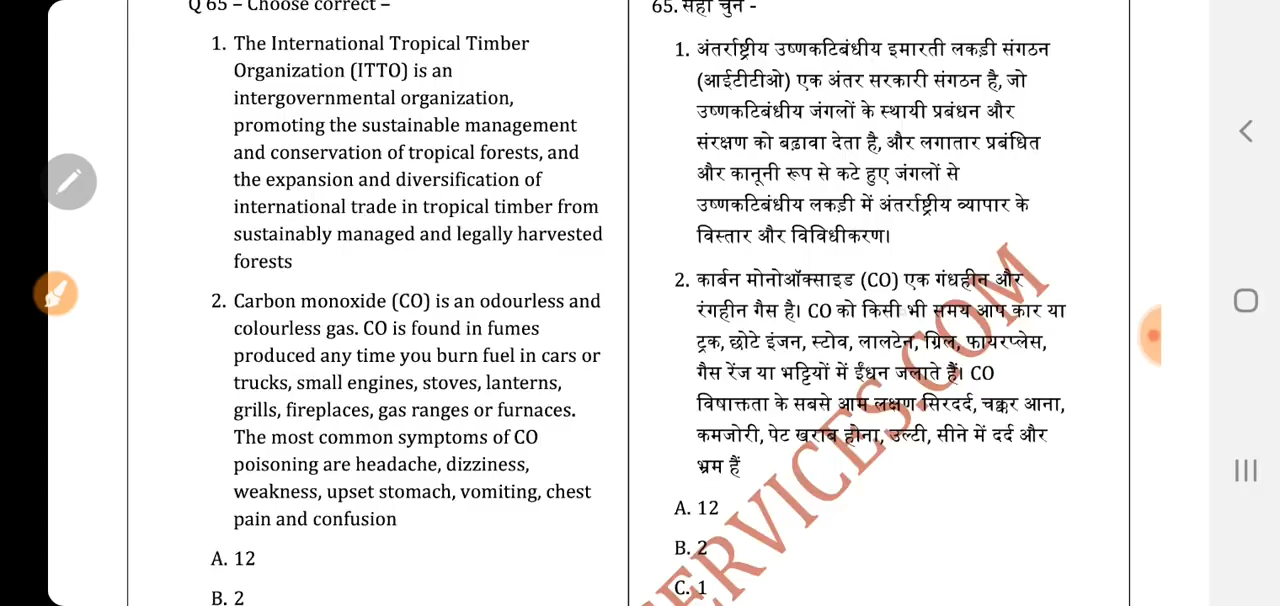 Q 65 – Choose correct –
1. The International Tropical Timber
Organization (ITTO) is an
intergovernmental organization,
promoting the sustainable management
and conservation of tropical forests, and
the expansion and diversification of
international trade in tropical timber from
sustainably managed and legally harvested
forests
2. Carbon monoxide (CO) is an odourless and
colourless gas. CO is found in fumes
produced any time you burn fuel in cars or
trucks, small engines, stoves, lanterns,
grills, fireplaces, gas ranges or furnaces.
The most common symptoms of CO
poisoning are headache, dizziness,
weakness, upset stomach, vomiting, chest
pain and confusion
A. 12
B. 2
65. सही चुने -
1. अंतर्राष्ट्रीय उष्णकटिबंधीय इमारती लकड़ी संगठन
(आईटीटीओ) एक अंतर सरकारी संगठन है, जो
उष्णकटिबंधीय जंगलों के स्थायी प्रबंधन और
संरक्षण को बढ़ावा देता है, और लगातार प्रबंधित
और कानूनी रूप से कटे हुए जंगलों से
उष्णकटिबंधीय लकड़ी में अंतर्राष्ट्रीय व्यापार के
विस्तार और विविधीकरण।
2. कार्बन मोनोऑक्साइड (CO) एक गंधहीन और
रंगहीन गैस है। CO को किसी भी समय आप कार या
ट्रक, छोटे इंजन, स्टोव, लालटेन, ग्रिल, फायरप्लेस,
गैस रेंज या भट्टियों में ईंधन जलाते हैं। CO
विषाक्तता के सबसे आम लक्षण सिरदर्द, चक्कर आना,
कमजोरी, पेट खराब होना, उल्टी, सीने में दर्द और
भ्रम हैं
A. 12
B. 2
C. 1
SERVICES.COM